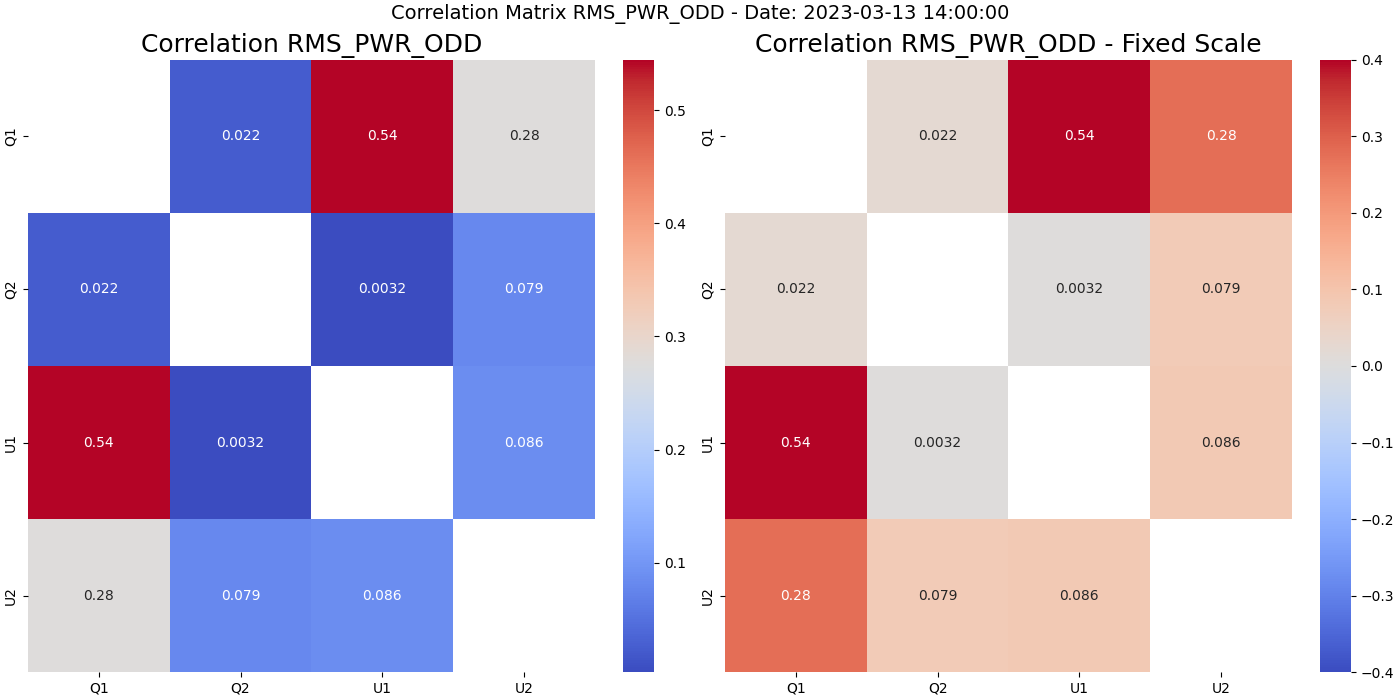 Correlation Matrix RMS_PWR_ODD - Date: 2023-03-13 14:00:00
Correlation RMS_PWR_ODD
Q1
0.022
0.54
0.28
Q2
0.022
0.0032
0.079
U1
0.54
0.0032
0.086
U2
0.28
0.079
0.086
Q1
Q2
U1
U2
0.5
0.4
0.3
0.2
0.1
Correlation RMS_PWR_ODD - Fixed Scale
Q1
0.022
0.54
0.28
Q2
0.022
0.0032
0.079
U1
0.54
0.0032
0.086
U2
0.28
0.079
0.086
Q1
Q2
U1
U2
0.4
0.3
0.2
0.1
0.0
−0.1
−0.2
−0.3
−0.4